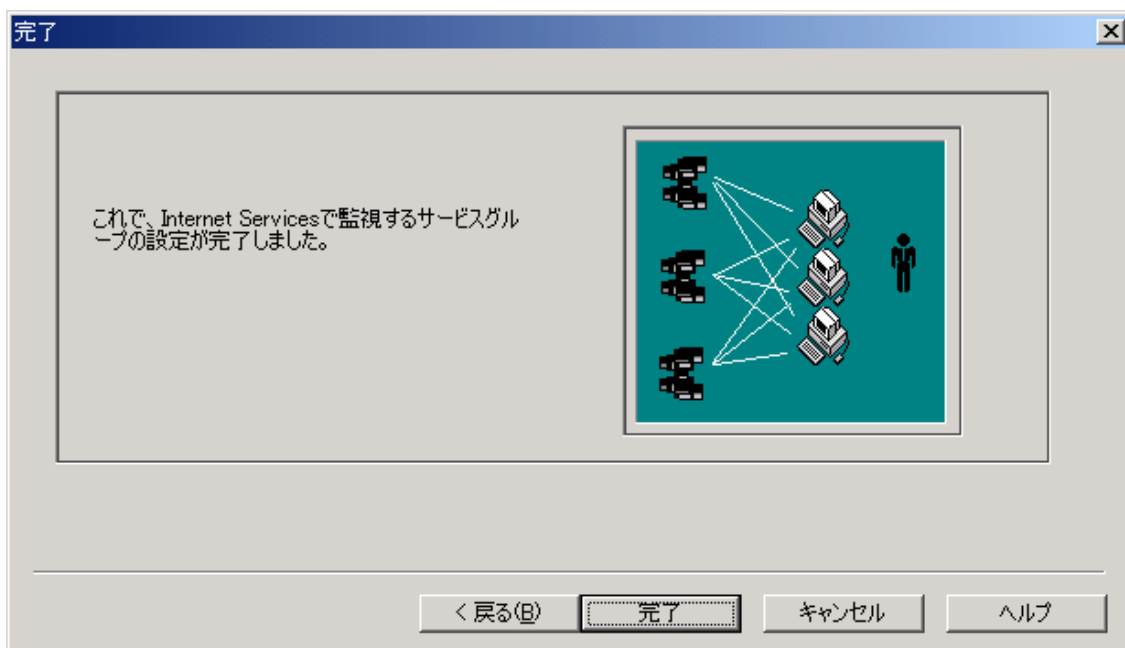 完了
これで、Internet Servicesで監視するサービスグル
ープの設定が完了しました。
< 戻る(B)
完了
キャンセル
ヘルプ